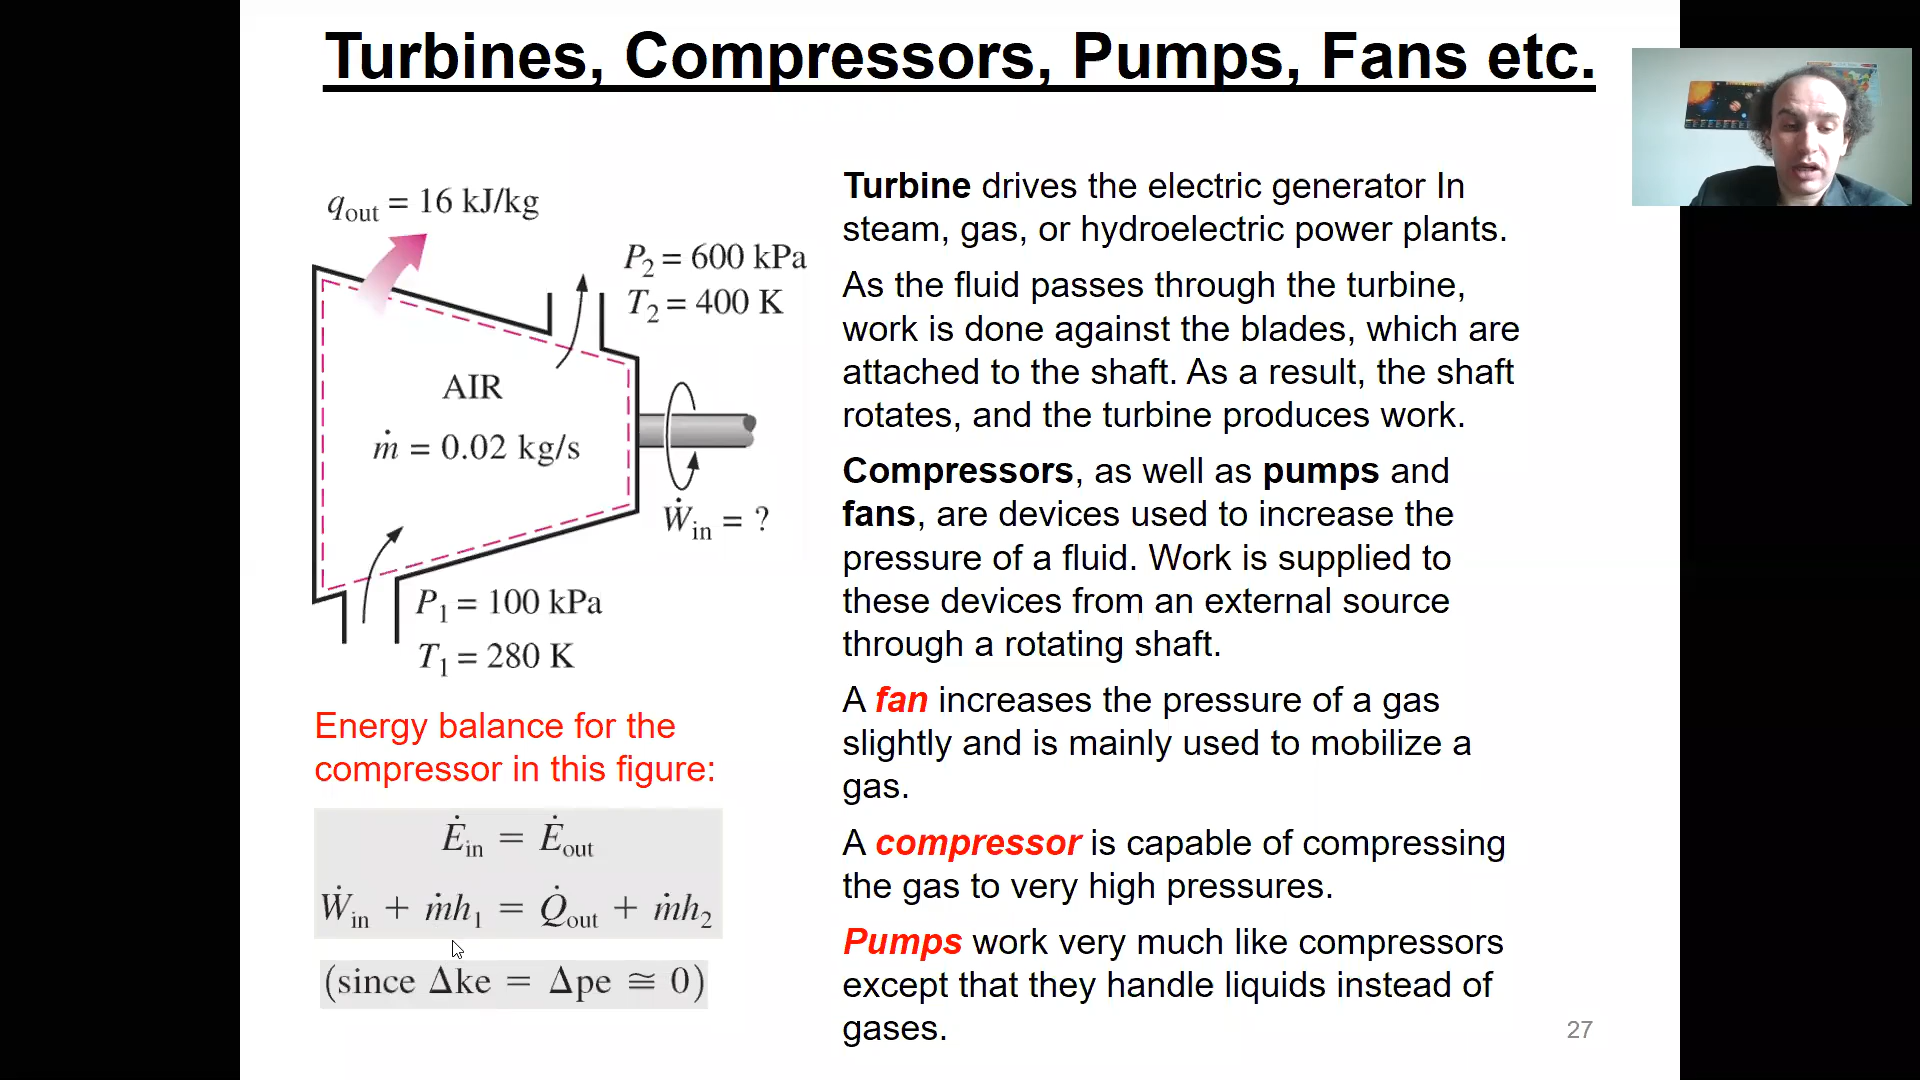 Turbines, Compressors, Pumps, Fans etc.
q_out = 16 kJ/kg
P₂ = 600 kPa
T₂ = 400 K
AIR
ṁ = 0.02 kg/s
Ẇ_in = ?
P₁ = 100 kPa
T₁ = 280 K
Energy balance for the
compressor in this figure:
Ė_in = Ė_out
Ẇ_in + ṁh₁ = Q̇_out + ṁh₂
(since Δke = Δpe ≅ 0)
Turbine drives the electric generator In
steam, gas, or hydroelectric power plants.
As the fluid passes through the turbine,
work is done against the blades, which are
attached to the shaft. As a result, the shaft
rotates, and the turbine produces work.
Compressors, as well as pumps and
fans, are devices used to increase the
pressure of a fluid. Work is supplied to
these devices from an external source
through a rotating shaft.
A fan increases the pressure of a gas
slightly and is mainly used to mobilize a
gas.
A compressor is capable of compressing
the gas to very high pressures.
Pumps work very much like compressors
except that they handle liquids instead of
gases.
27